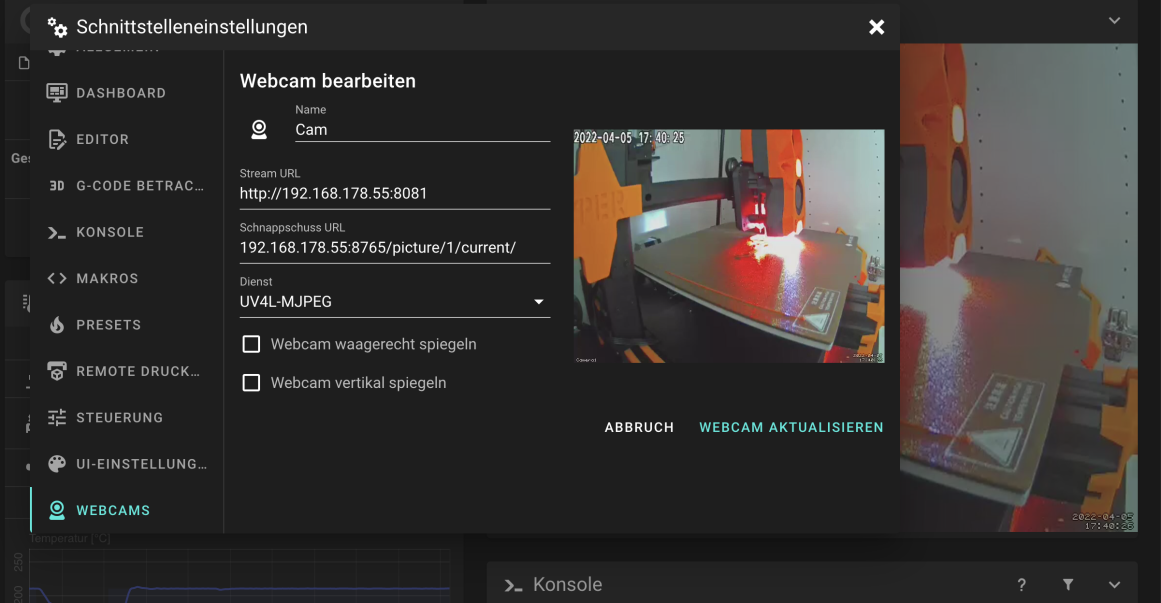 Schnittstelleneinstellungen
DASHBOARD
EDITOR
3D G-CODE BETRAC...
KONSOLE
MAKROS
PRESETS
REMOTE DRUCK...
STEUERUNG
UI-EINSTELLUNG...
WEBCAMS
Webcam bearbeiten
Name
Cam
Stream URL
http://192.168.178.55:8081
Schnappschuss URL
192.168.178.55:8765/picture/1/current/
Dienst
UV4L-MJPEG
Webcam waagerecht spiegeln
Webcam vertikal spiegeln
2022-04-05 17:40:25
ABBRUCH
WEBCAM AKTUALISIEREN
2022-04-05
17:40:26
Ges
Temperatur [°C]
250
200
Konsole
?